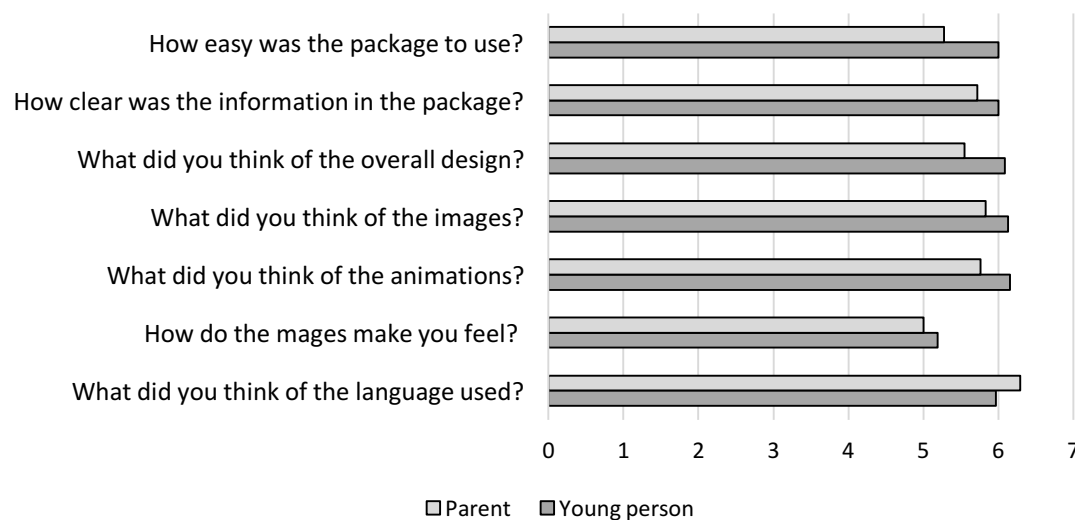 How easy was the package to use?
How clear was the information in the package?
What did you think of the overall design?
What did you think of the images?
What did you think of the animations?
How do the mages make you feel?
What did you think of the language used?
0 1 2 3 4 5 6 7
Parent Young person